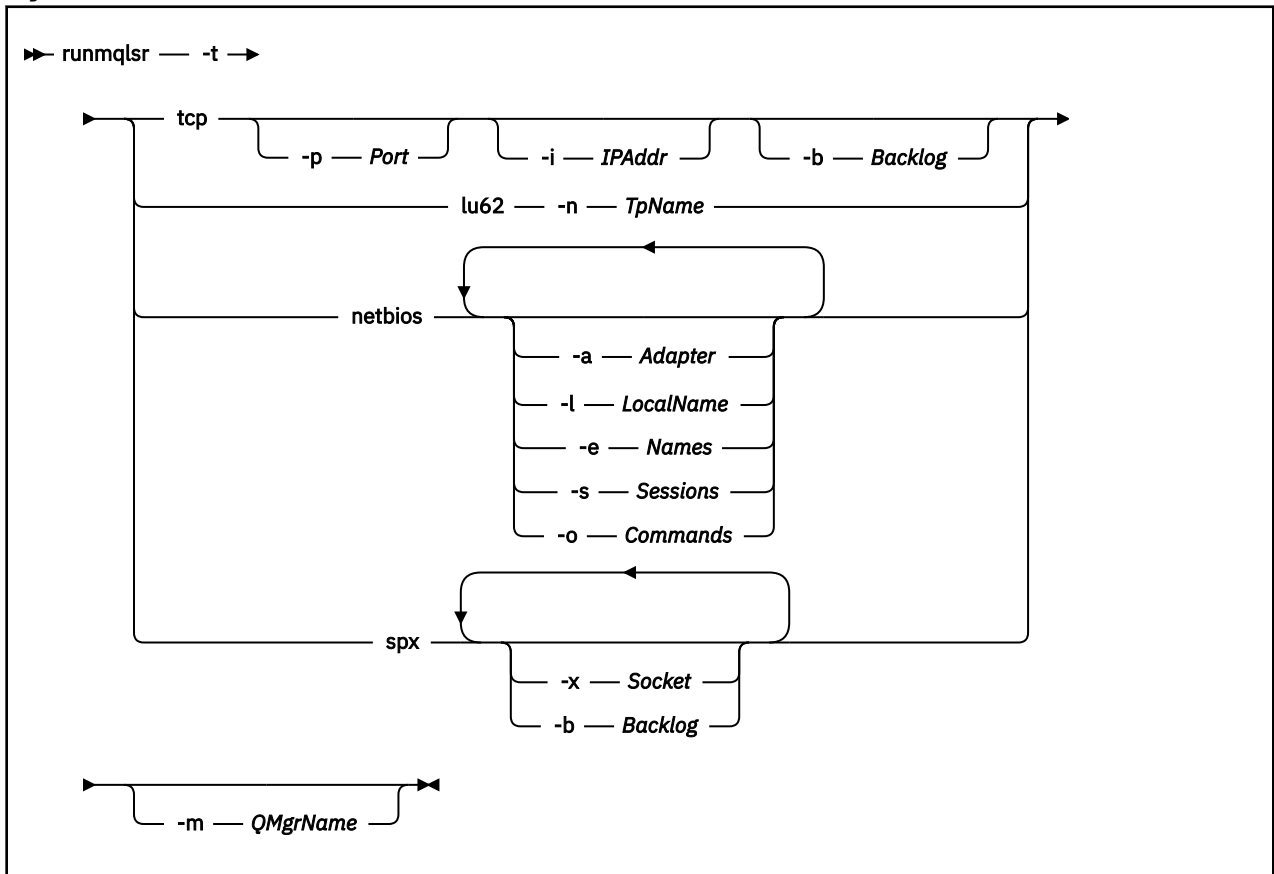 runmqlsr -t
tcp
-p Port -i IPAddr -b Backlog
lu62 -n TpName
netbios
-a Adapter
-l LocalName
-e Names
-s Sessions
-o Commands
spx
-x Socket
-b Backlog
-m QMgrName